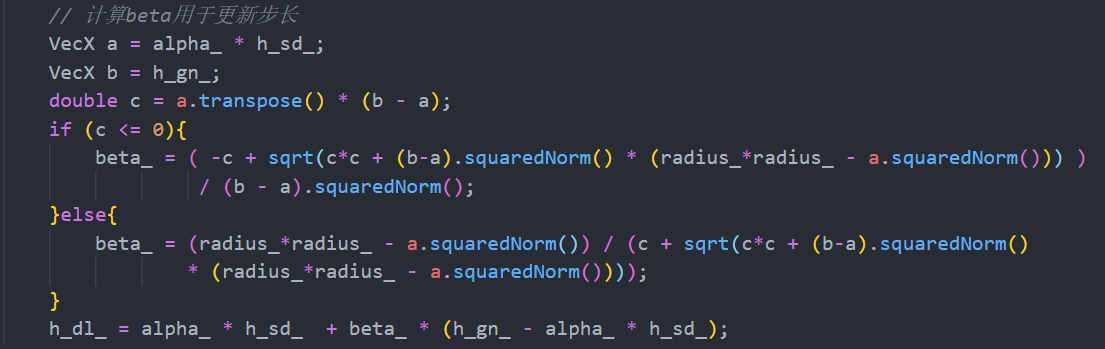 // 计算beta用于更新步长
VecX a = alpha_ * h_sd_;
VecX b = h_gn_;
double c = a.transpose() * (b - a);
if (c <= 0){
beta_ = ( -c + sqrt(c*c + (b-a).squaredNorm() * (radius_*radius_ - a.squaredNorm())) )
/ (b - a).squaredNorm();
}else{
beta_ = (radius_*radius_ - a.squaredNorm()) / (c + sqrt(c*c + (b-a).squaredNorm()
* (radius_*radius_ - a.squaredNorm())));
}
h_dl_ = alpha_ * h_sd_  + beta_ * (h_gn_ - alpha_ * h_sd_);